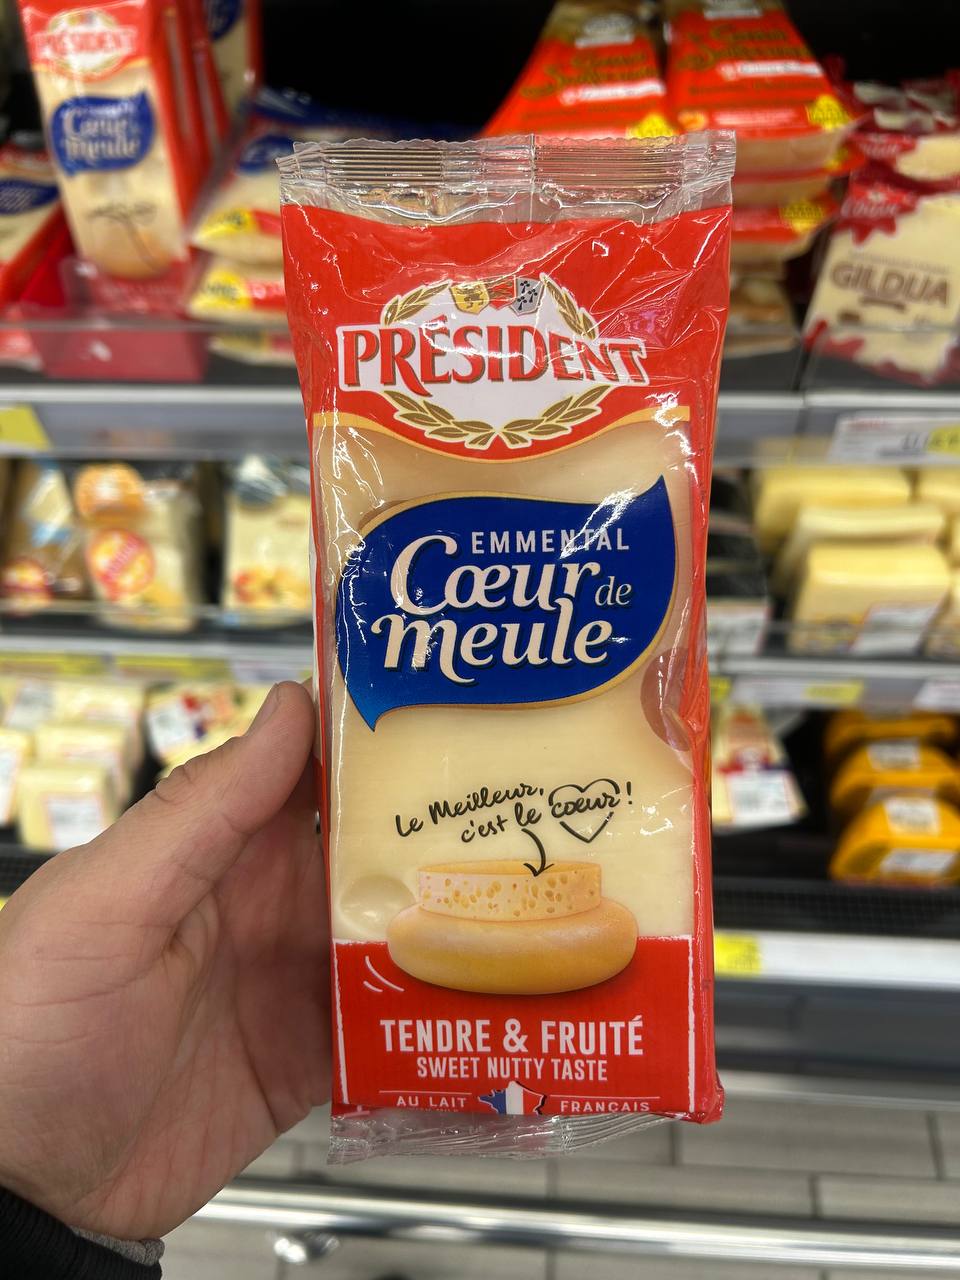 PRÉSIDENT
Cœur de
meule
GILDUA
PRÉSIDENT
EMMENTAL
Cœur de
meule
Le Meilleur,
c'est le cœur !
TENDRE & FRUITÉ
SWEET NUTTY TASTE
AU LAIT FRANÇAIS